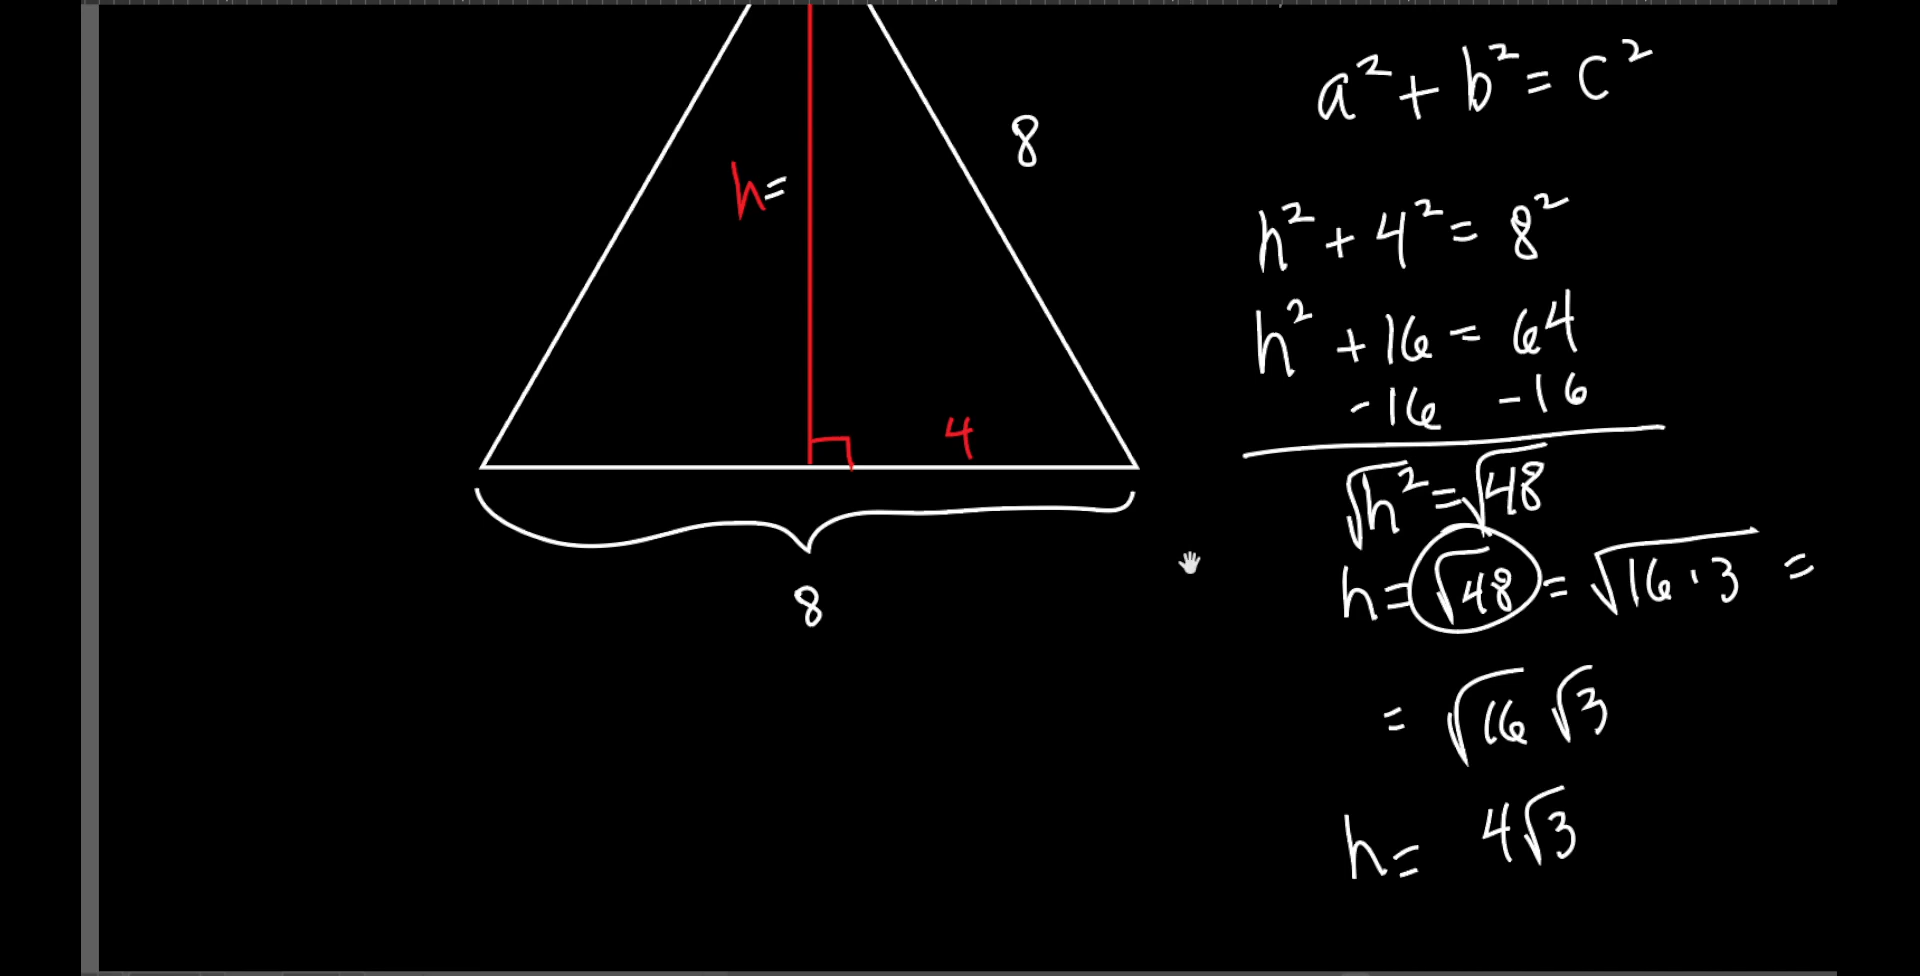 a² + b² = c²
8
h=
h² + 4² = 8²
h² + 16 = 64
-16 -16
4
√h² = √48
h = √48 = √16·3 =
8
= √16 √3
h = 4√3